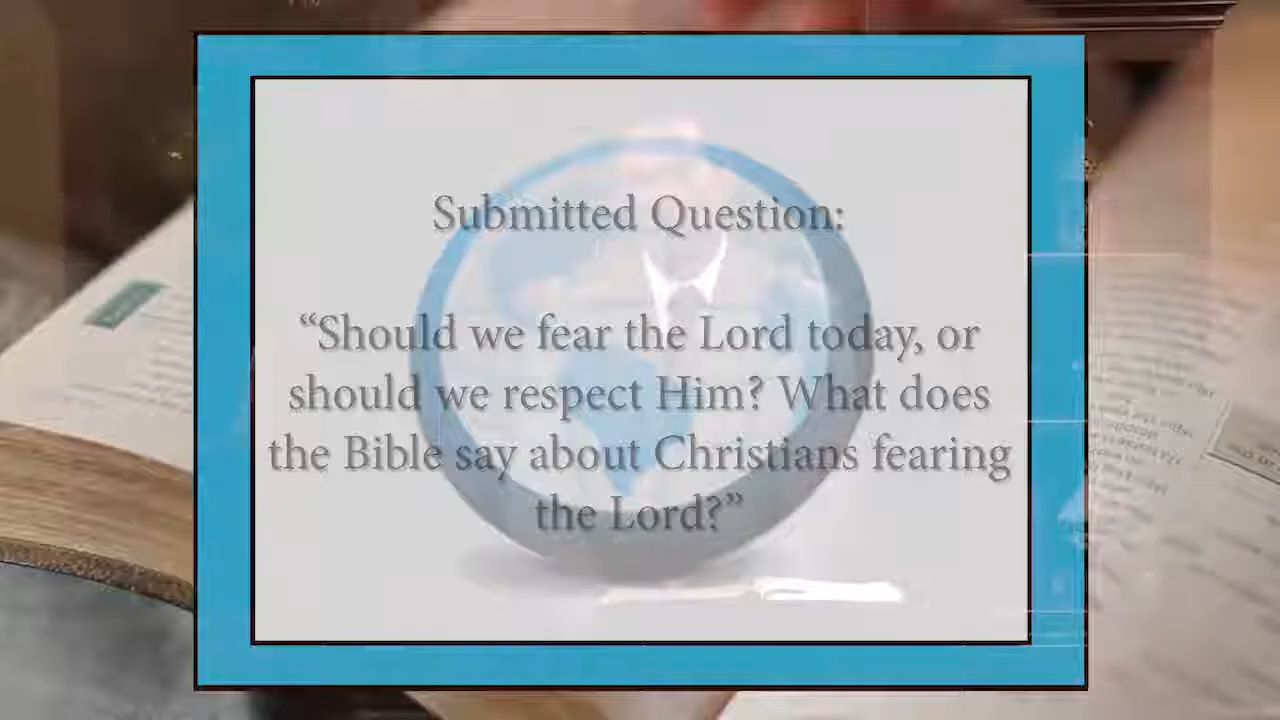 Submitted Question:
“Should we fear the Lord today, or
should we respect Him? What does
the Bible say about Christians fearing
the Lord?”